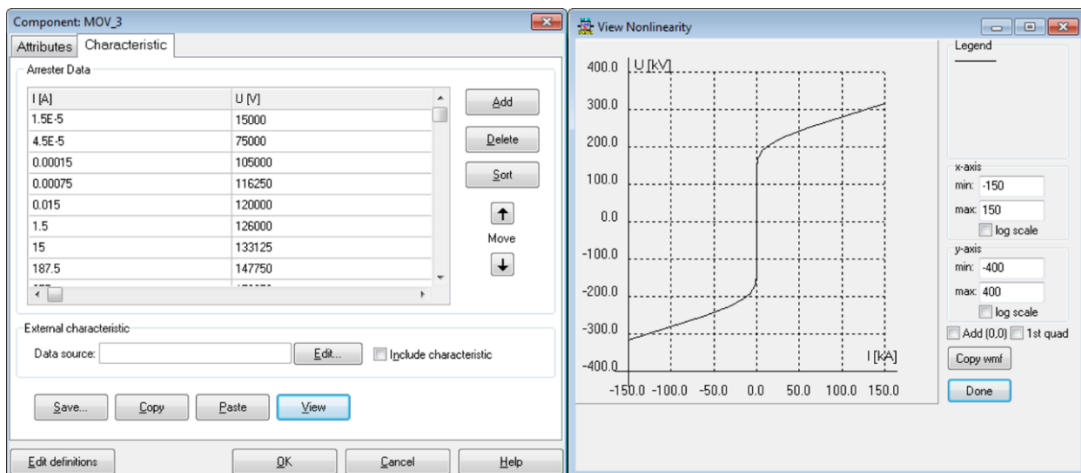 Component: MOV_3
Attributes Characteristic
Arrester Data
I [A] U [V]
1.5E-5 15000
4.5E-5 75000
0.00015 105000
0.00075 116250
0.015 120000
1.5 126000
15 133125
187.5 147750
Add
Delete
Sort
Move
External characteristic
Data source: Edit... Include characteristic
Save... Copy Paste View
Edit definitions OK Cancel Help
View Nonlinearity
400.0 U [kV]
300.0
200.0
100.0
0.0
-100.0
-200.0
-300.0
I [kA]
-400.0
-150.0 -100.0 -50.0 0.0 50.0 100.0 150.0
Legend
x-axis
min: -150
max: 150
log scale
y-axis
min: -400
max: 400
log scale
Add (0,0) 1st quad
Copy wmf
Done